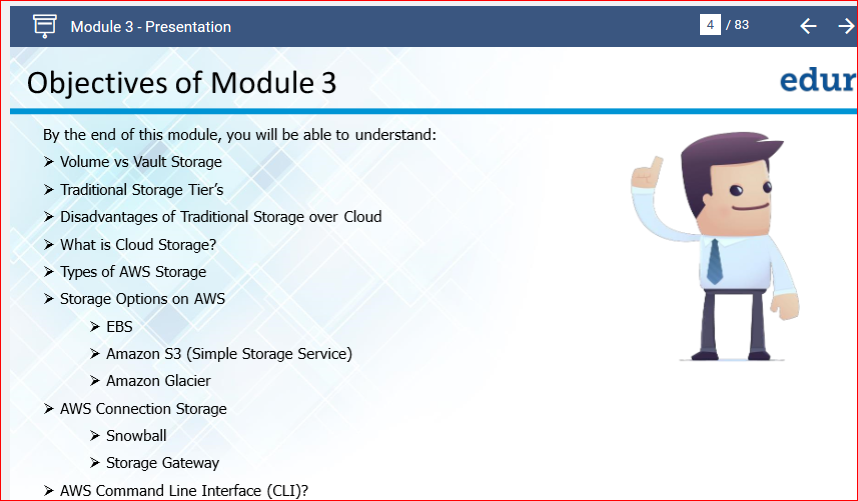 Module 3 - Presentation
4 / 83
Objectives of Module 3
edur
By the end of this module, you will be able to understand:
➢ Volume vs Vault Storage
➢ Traditional Storage Tier’s
➢ Disadvantages of Traditional Storage over Cloud
➢ What is Cloud Storage?
➢ Types of AWS Storage
➢ Storage Options on AWS
➢ EBS
➢ Amazon S3 (Simple Storage Service)
➢ Amazon Glacier
➢ AWS Connection Storage
➢ Snowball
➢ Storage Gateway
➢ AWS Command Line Interface (CLI)?